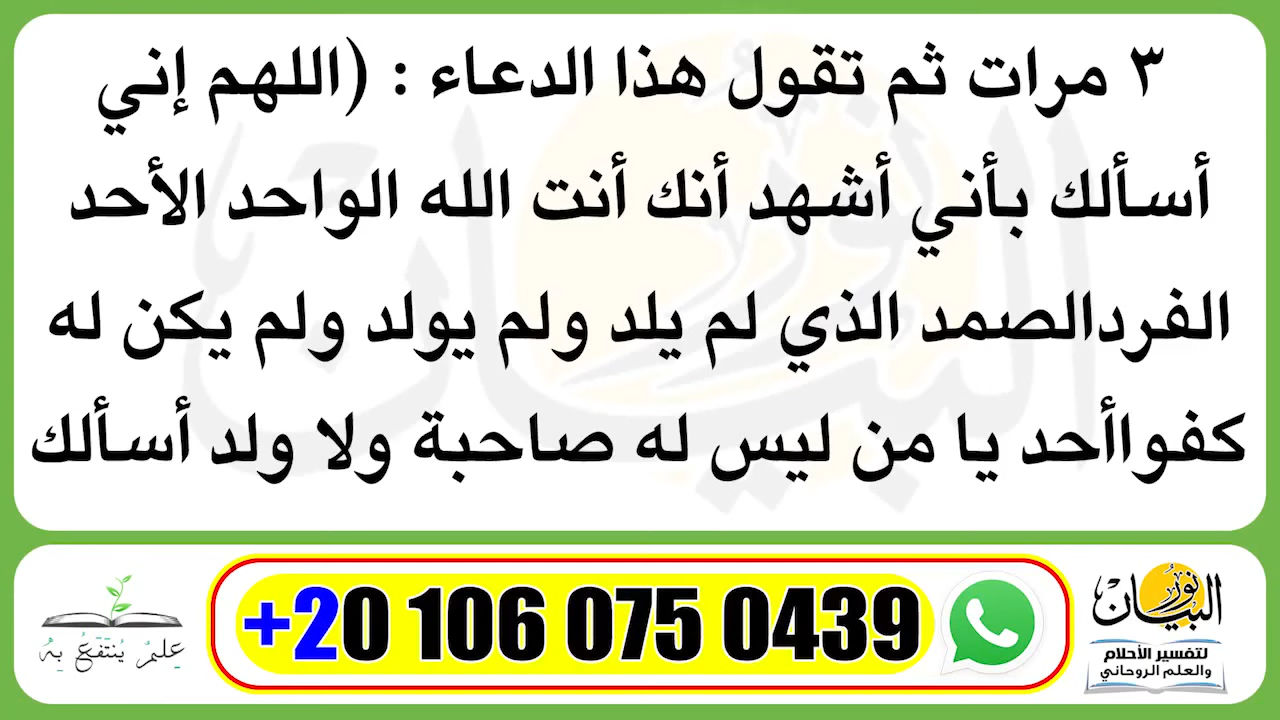 ٣ مرات ثم تقول هذا الدعاء : (اللهم إني
أسألك بأني أشهد أنك أنت الله الواحد الأحد
الفردالصمد الذي لم يلد ولم يولد ولم يكن له
كفواأحد يا من ليس له صاحبة ولا ولد أسألك
علمٌ يُنتَفَعُ بِهِ
+20 106 075 0439
نور البيان
لتفسير الأحلام
والعلم الروحاني